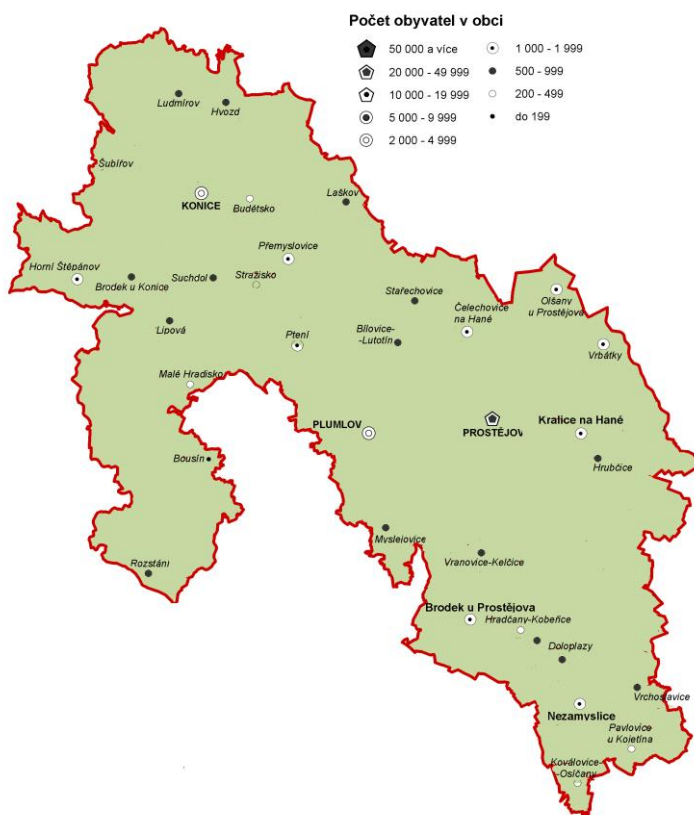 Počet obyvatel v obci
50 000 a více
1 000 - 1 999
20 000 - 49 999
500 - 999
10 000 - 19 999
200 - 499
5 000 - 9 999
do 199
2 000 - 4 999
Ludmírov
Hvozd
Šubířov
KONICE
Budětsko
Laškov
Přemyslovice
Horní Štěpánov
Brodek u Konice
Suchdol
Stražisko
Stařechovice
Olšany
u Prostějova
Čelechovice
na Hané
Lipová
Ptení
Bílovice-
-Lutotín
Vrbátky
Malé Hradisko
PLUMLOV
PROSTĚJOV
Kralice na Hané
Bousín
Hrubčice
Myslejovice
Vranovice-Kelčice
Rozstání
Brodek u Prostějova
Hradčany-Kobeřice
Doloplazy
Vrchoslavice
Nezamyslice
Pavlovice
u Kojetína
Koválovice-
-Osíčany